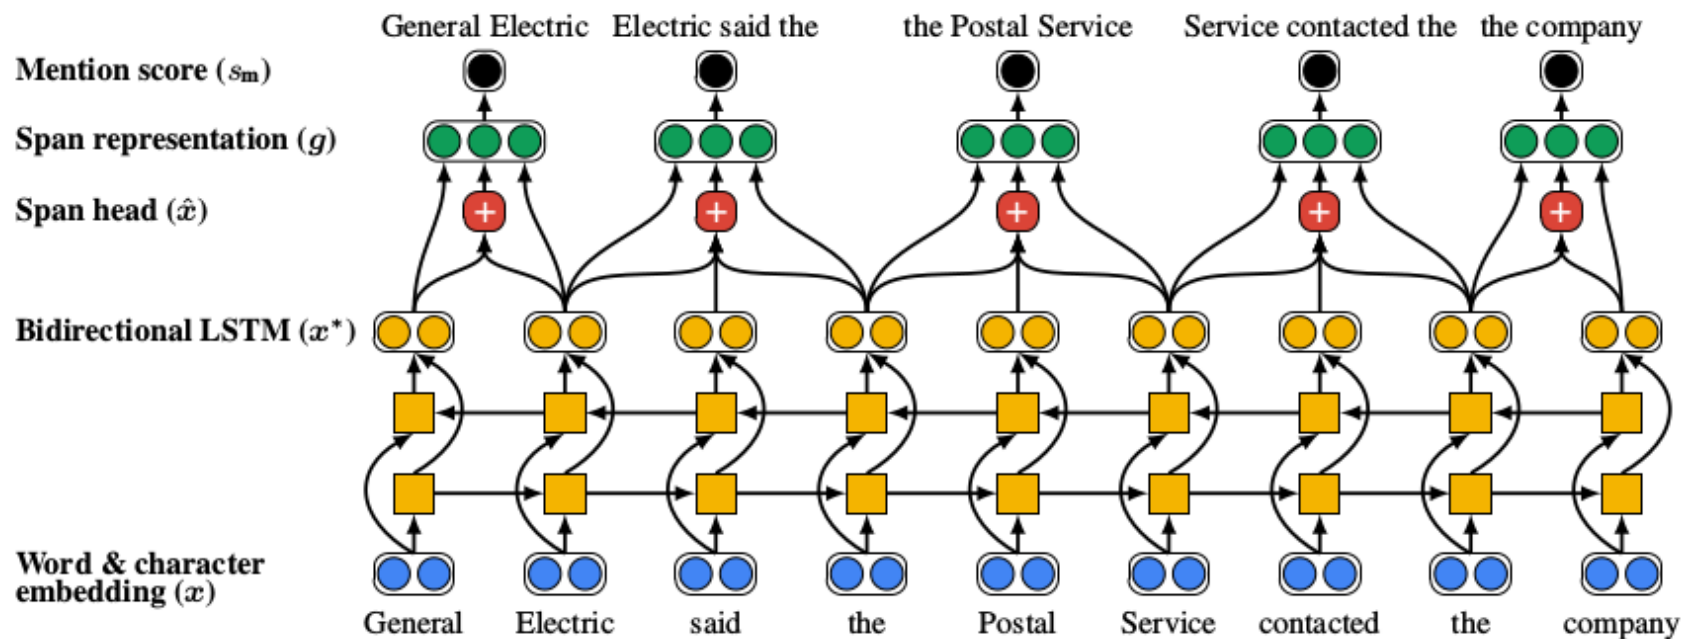 General Electric Electric said the the Postal Service Service contacted the the company
Mention score (sₘ)
Span representation (g)
Span head (x̂)
+ + + + +
Bidirectional LSTM (x*)
Word & character
embedding (x)
General Electric said the Postal Service contacted the company